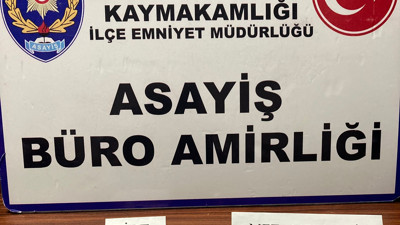 KAYMAKAMLIĞI
İLÇE EMNİYET MÜDÜRLÜĞÜ
ASAYİŞ
ASAYİŞ
BÜRO AMİRLİĞİ